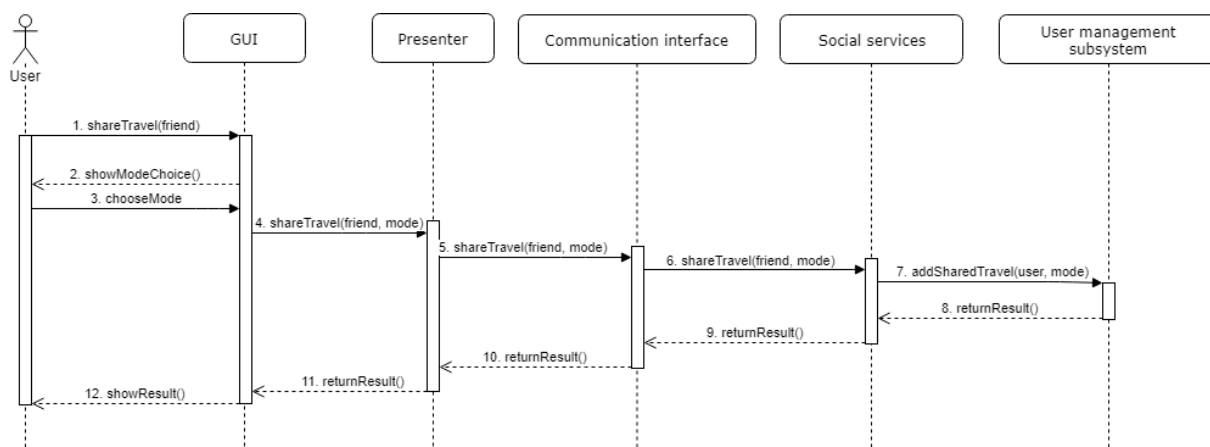 User
GUI
Presenter
Communication interface
Social services
User management
subsystem
1. shareTravel(friend)
2. showModeChoice()
3. chooseMode
4. shareTravel(friend, mode)
5. shareTravel(friend, mode)
6. shareTravel(friend, mode)
7. addSharedTravel(user, mode)
8. returnResult()
9. returnResult()
10. returnResult()
11. returnResult()
12. showResult()